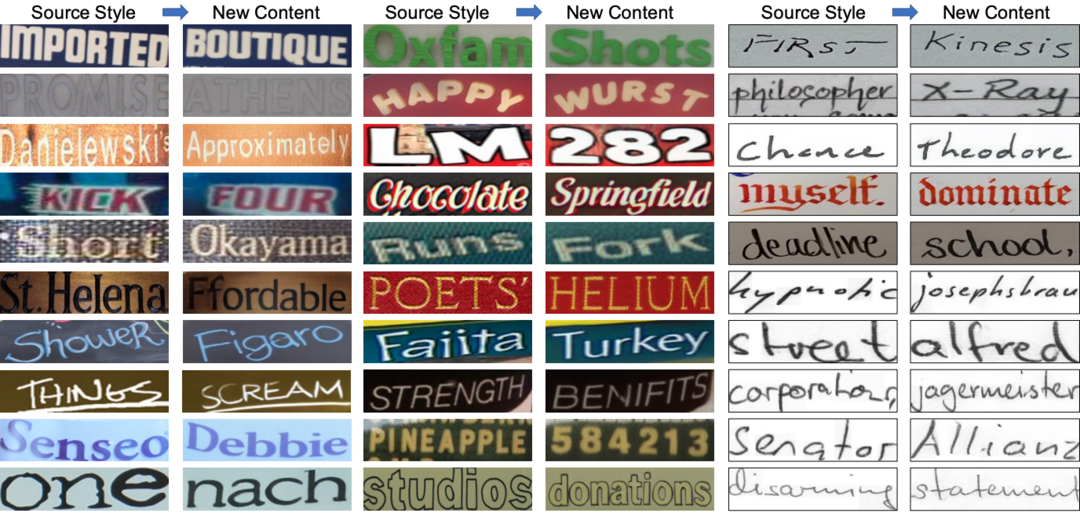 Source Style New Content Source Style New Content Source Style New Content
IMPORTED BOUTIQUE Oxfam Shots FIRST Kinesis
PROMISE ATHENS HAPPY WURST philosopher X-Ray
Danielewski's Approximately LM 282 Chance Theodore
KICK FOUR Chocolate Springfield myself. dominate
Short Okayama Runs Fork deadline school,
St. Helena Ffordable POETS' HELIUM hypnotic josephsbrau
Shower Figaro Fajita Turkey street alfred
THINGS SCREAM STRENGTH BENIFITS corporation, jagermeister
Senseo Debbie PINEAPPLE 584213 Senator Allianz
one nach studios donations disarming statement